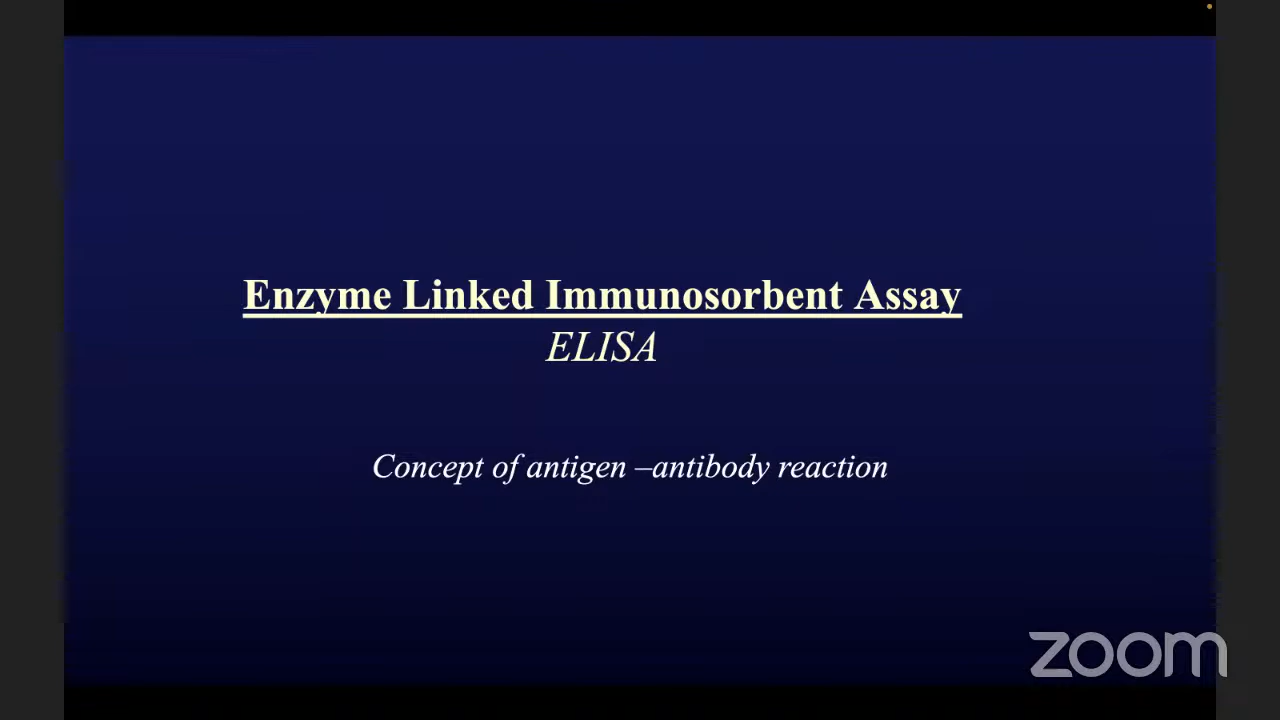 Enzyme Linked Immunosorbent Assay
ELISA
Concept of antigen –antibody reaction
zoom